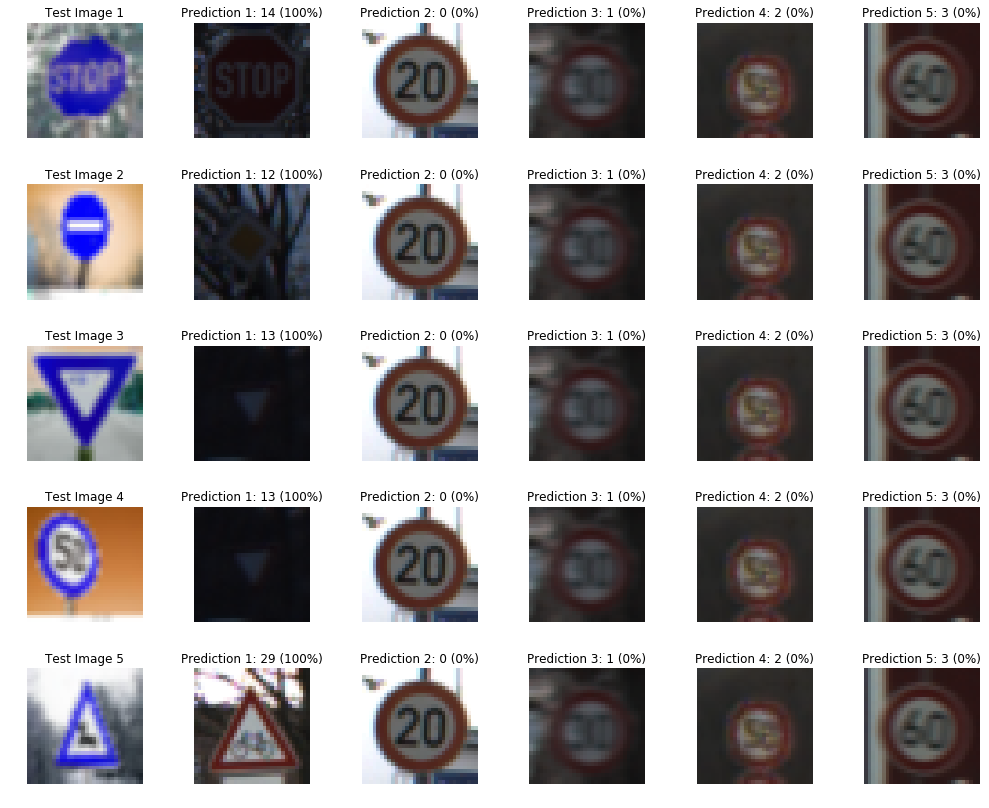 Test Image 1
Prediction 1: 14 (100%)
Prediction 2: 0 (0%)
Prediction 3: 1 (0%)
Prediction 4: 2 (0%)
Prediction 5: 3 (0%)
STOP
STOP
20
30
60
Test Image 2
Prediction 1: 12 (100%)
Prediction 2: 0 (0%)
Prediction 3: 1 (0%)
Prediction 4: 2 (0%)
Prediction 5: 3 (0%)
20
30
60
Test Image 3
Prediction 1: 13 (100%)
Prediction 2: 0 (0%)
Prediction 3: 1 (0%)
Prediction 4: 2 (0%)
Prediction 5: 3 (0%)
20
30
60
Test Image 4
Prediction 1: 13 (100%)
Prediction 2: 0 (0%)
Prediction 3: 1 (0%)
Prediction 4: 2 (0%)
Prediction 5: 3 (0%)
20
30
60
Test Image 5
Prediction 1: 29 (100%)
Prediction 2: 0 (0%)
Prediction 3: 1 (0%)
Prediction 4: 2 (0%)
Prediction 5: 3 (0%)
20
30
60